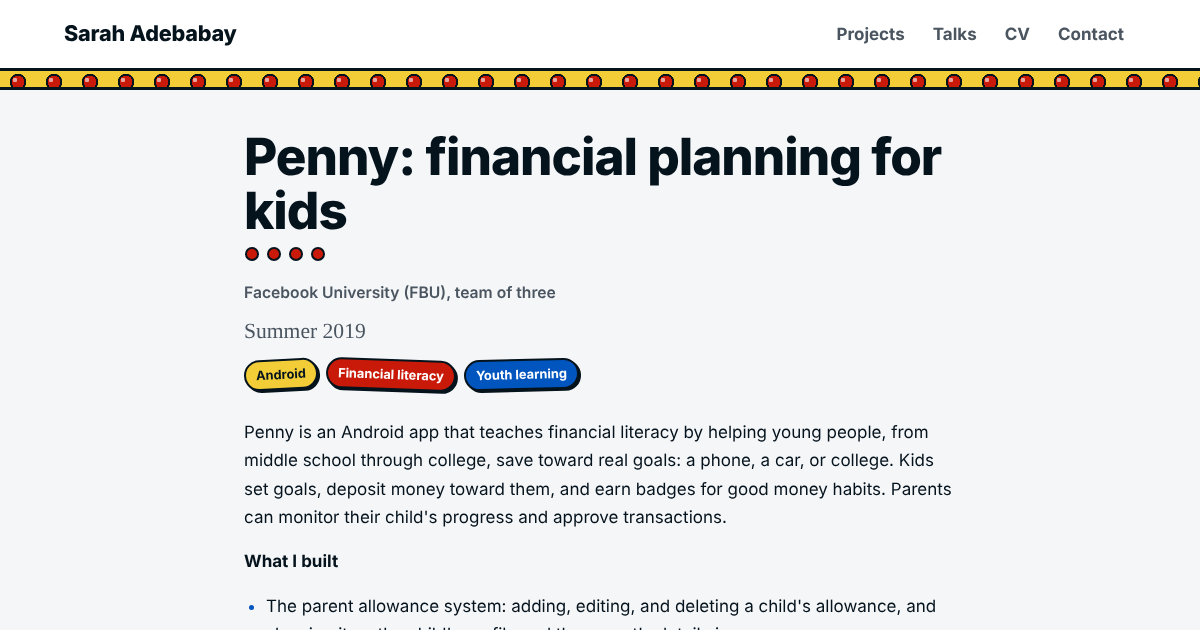 Sarah Adebabay
Projects Talks CV Contact
Penny: financial planning for
kids
Facebook University (FBU), team of three
Summer 2019
Android Financial literacy Youth learning
Penny is an Android app that teaches financial literacy by helping young people, from
middle school through college, save toward real goals: a phone, a car, or college. Kids
set goals, deposit money toward them, and earn badges for good money habits. Parents
can monitor their child's progress and approve transactions.
What I built
The parent allowance system: adding, editing, and deleting a child's allowance, and